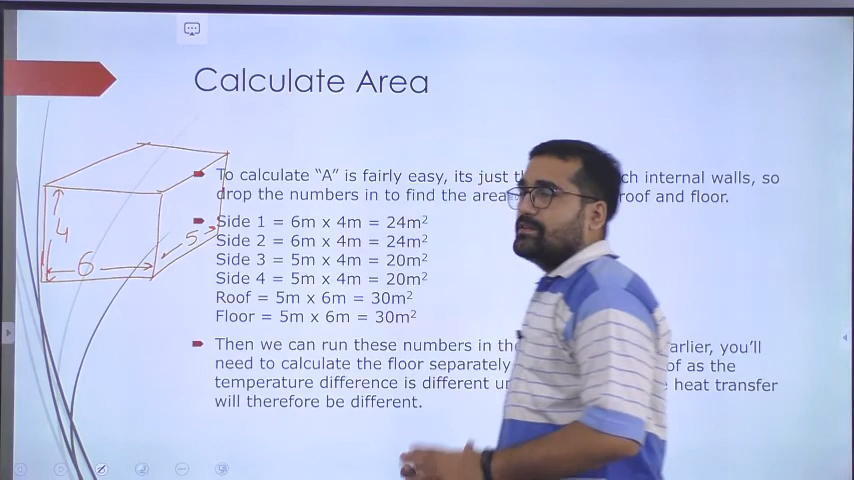 Calculate Area
To calculate “A” is fairly easy, its just ch internal walls, so
drop the numbers in to find the area roof and floor.
Side 1 = 6m x 4m = 24m²
Side 2 = 6m x 4m = 24m²
Side 3 = 5m x 4m = 20m²
Side 4 = 5m x 4m = 20m²
Roof = 5m x 6m = 30m²
Floor = 5m x 6m = 30m²
Then we can run these numbers in arlier, you’ll
need to calculate the floor separately of as the
temperature difference is different heat transfer
will therefore be different.
4
6
5